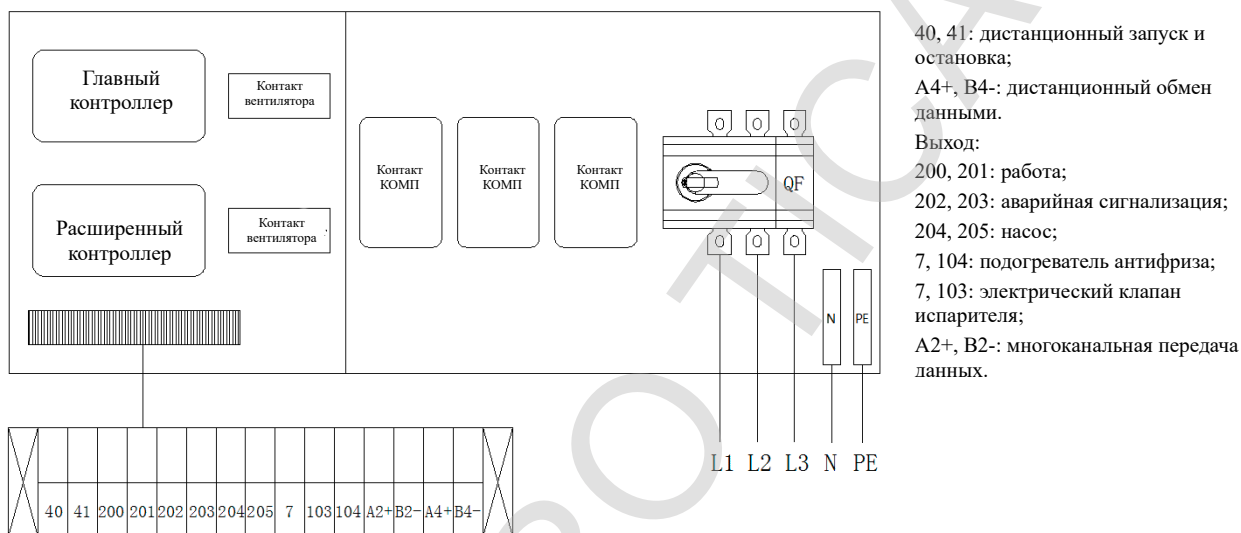 Главный
контроллер
Контакт
вентилятора
Расширенный
контроллер
Контакт
вентилятора
Контакт
КОМП
Контакт
КОМП
Контакт
КОМП
QF
N
PE
L1 L2 L3 N PE
40 41 200 201 202 203 204 205 7 103 104 A2+ B2- A4+ B4-
40, 41: дистанционный запуск и
остановка;
A4+, B4-: дистанционный обмен
данными.
Выход:
200, 201: работа;
202, 203: аварийная сигнализация;
204, 205: насос;
7, 104: подогреватель антифриза;
7, 103: электрический клапан
испарителя;
A2+, B2-: многоканальная передача
данных.